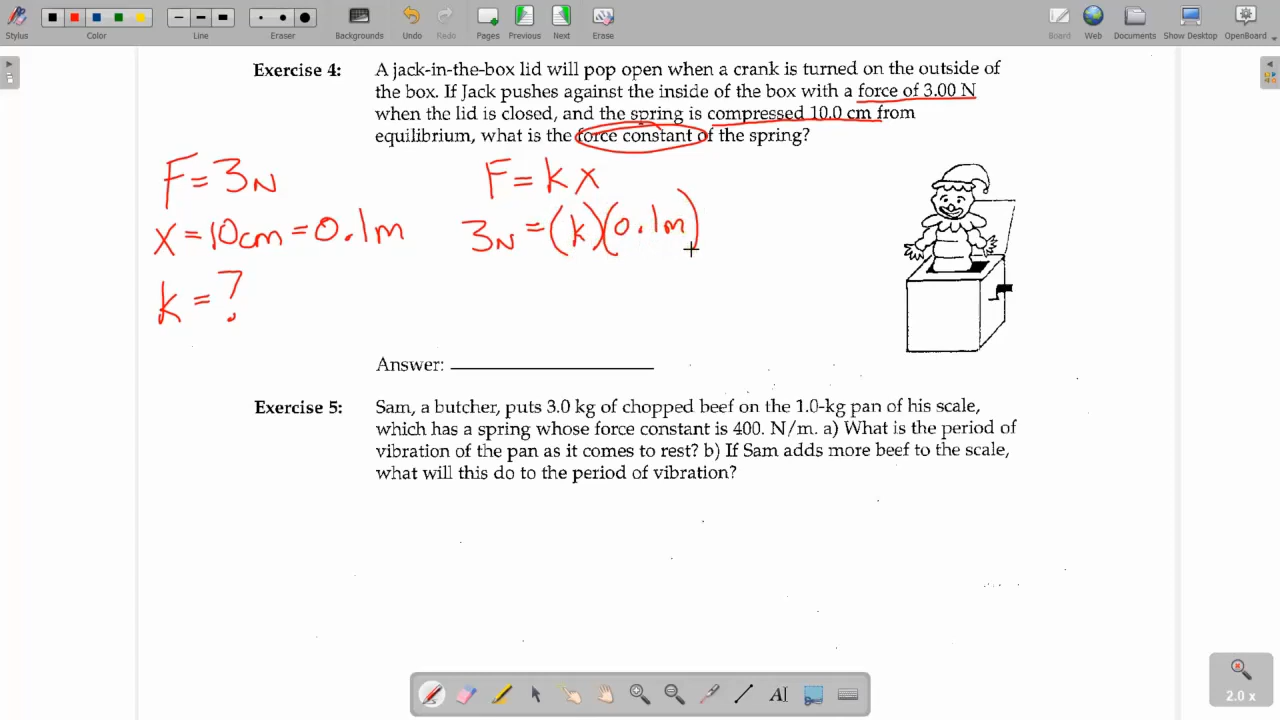 Stylus Color Line Eraser Backgrounds Undo Redo Pages Previous Next Erase Board Web Documents Show Desktop OpenBoard
Exercise 4: A jack-in-the-box lid will pop open when a crank is turned on the outside of
the box. If Jack pushes against the inside of the box with a force of 3.00 N
when the lid is closed, and the spring is compressed 10.0 cm from
equilibrium, what is the force constant of the spring?
F = 3N
F = k x
x = 10cm = 0.1m
3N = (k)(0.1m)
k = ?
Answer:
Exercise 5: Sam, a butcher, puts 3.0 kg of chopped beef on the 1.0-kg pan of his scale,
which has a spring whose force constant is 400. N/m. a) What is the period of
vibration of the pan as it comes to rest? b) If Sam adds more beef to the scale,
what will this do to the period of vibration?
AI
2.0 x